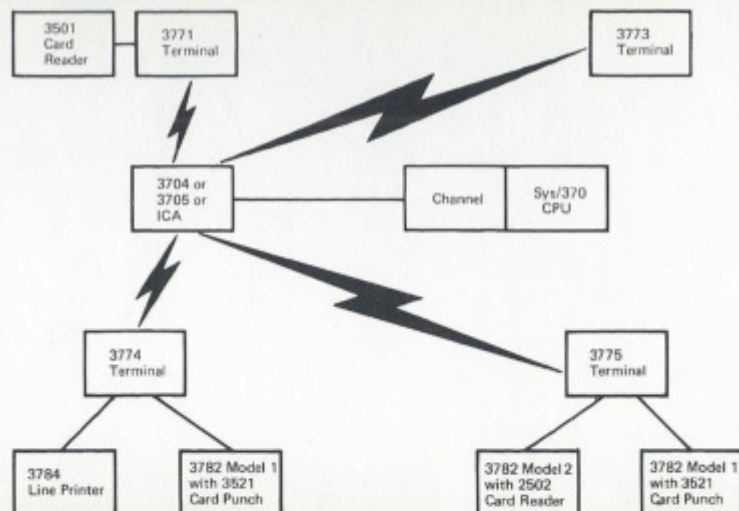 3501
Card
Reader
3771
Terminal
3773
Terminal
3704 or
3705 or
ICA
Channel
Sys/370
CPU
3774
Terminal
3775
Terminal
3784
Line Printer
3782 Model 1
with 3521
Card Punch
3782 Model 2
with 2502
Card Reader
3782 Model 1
with 3521
Card Punch